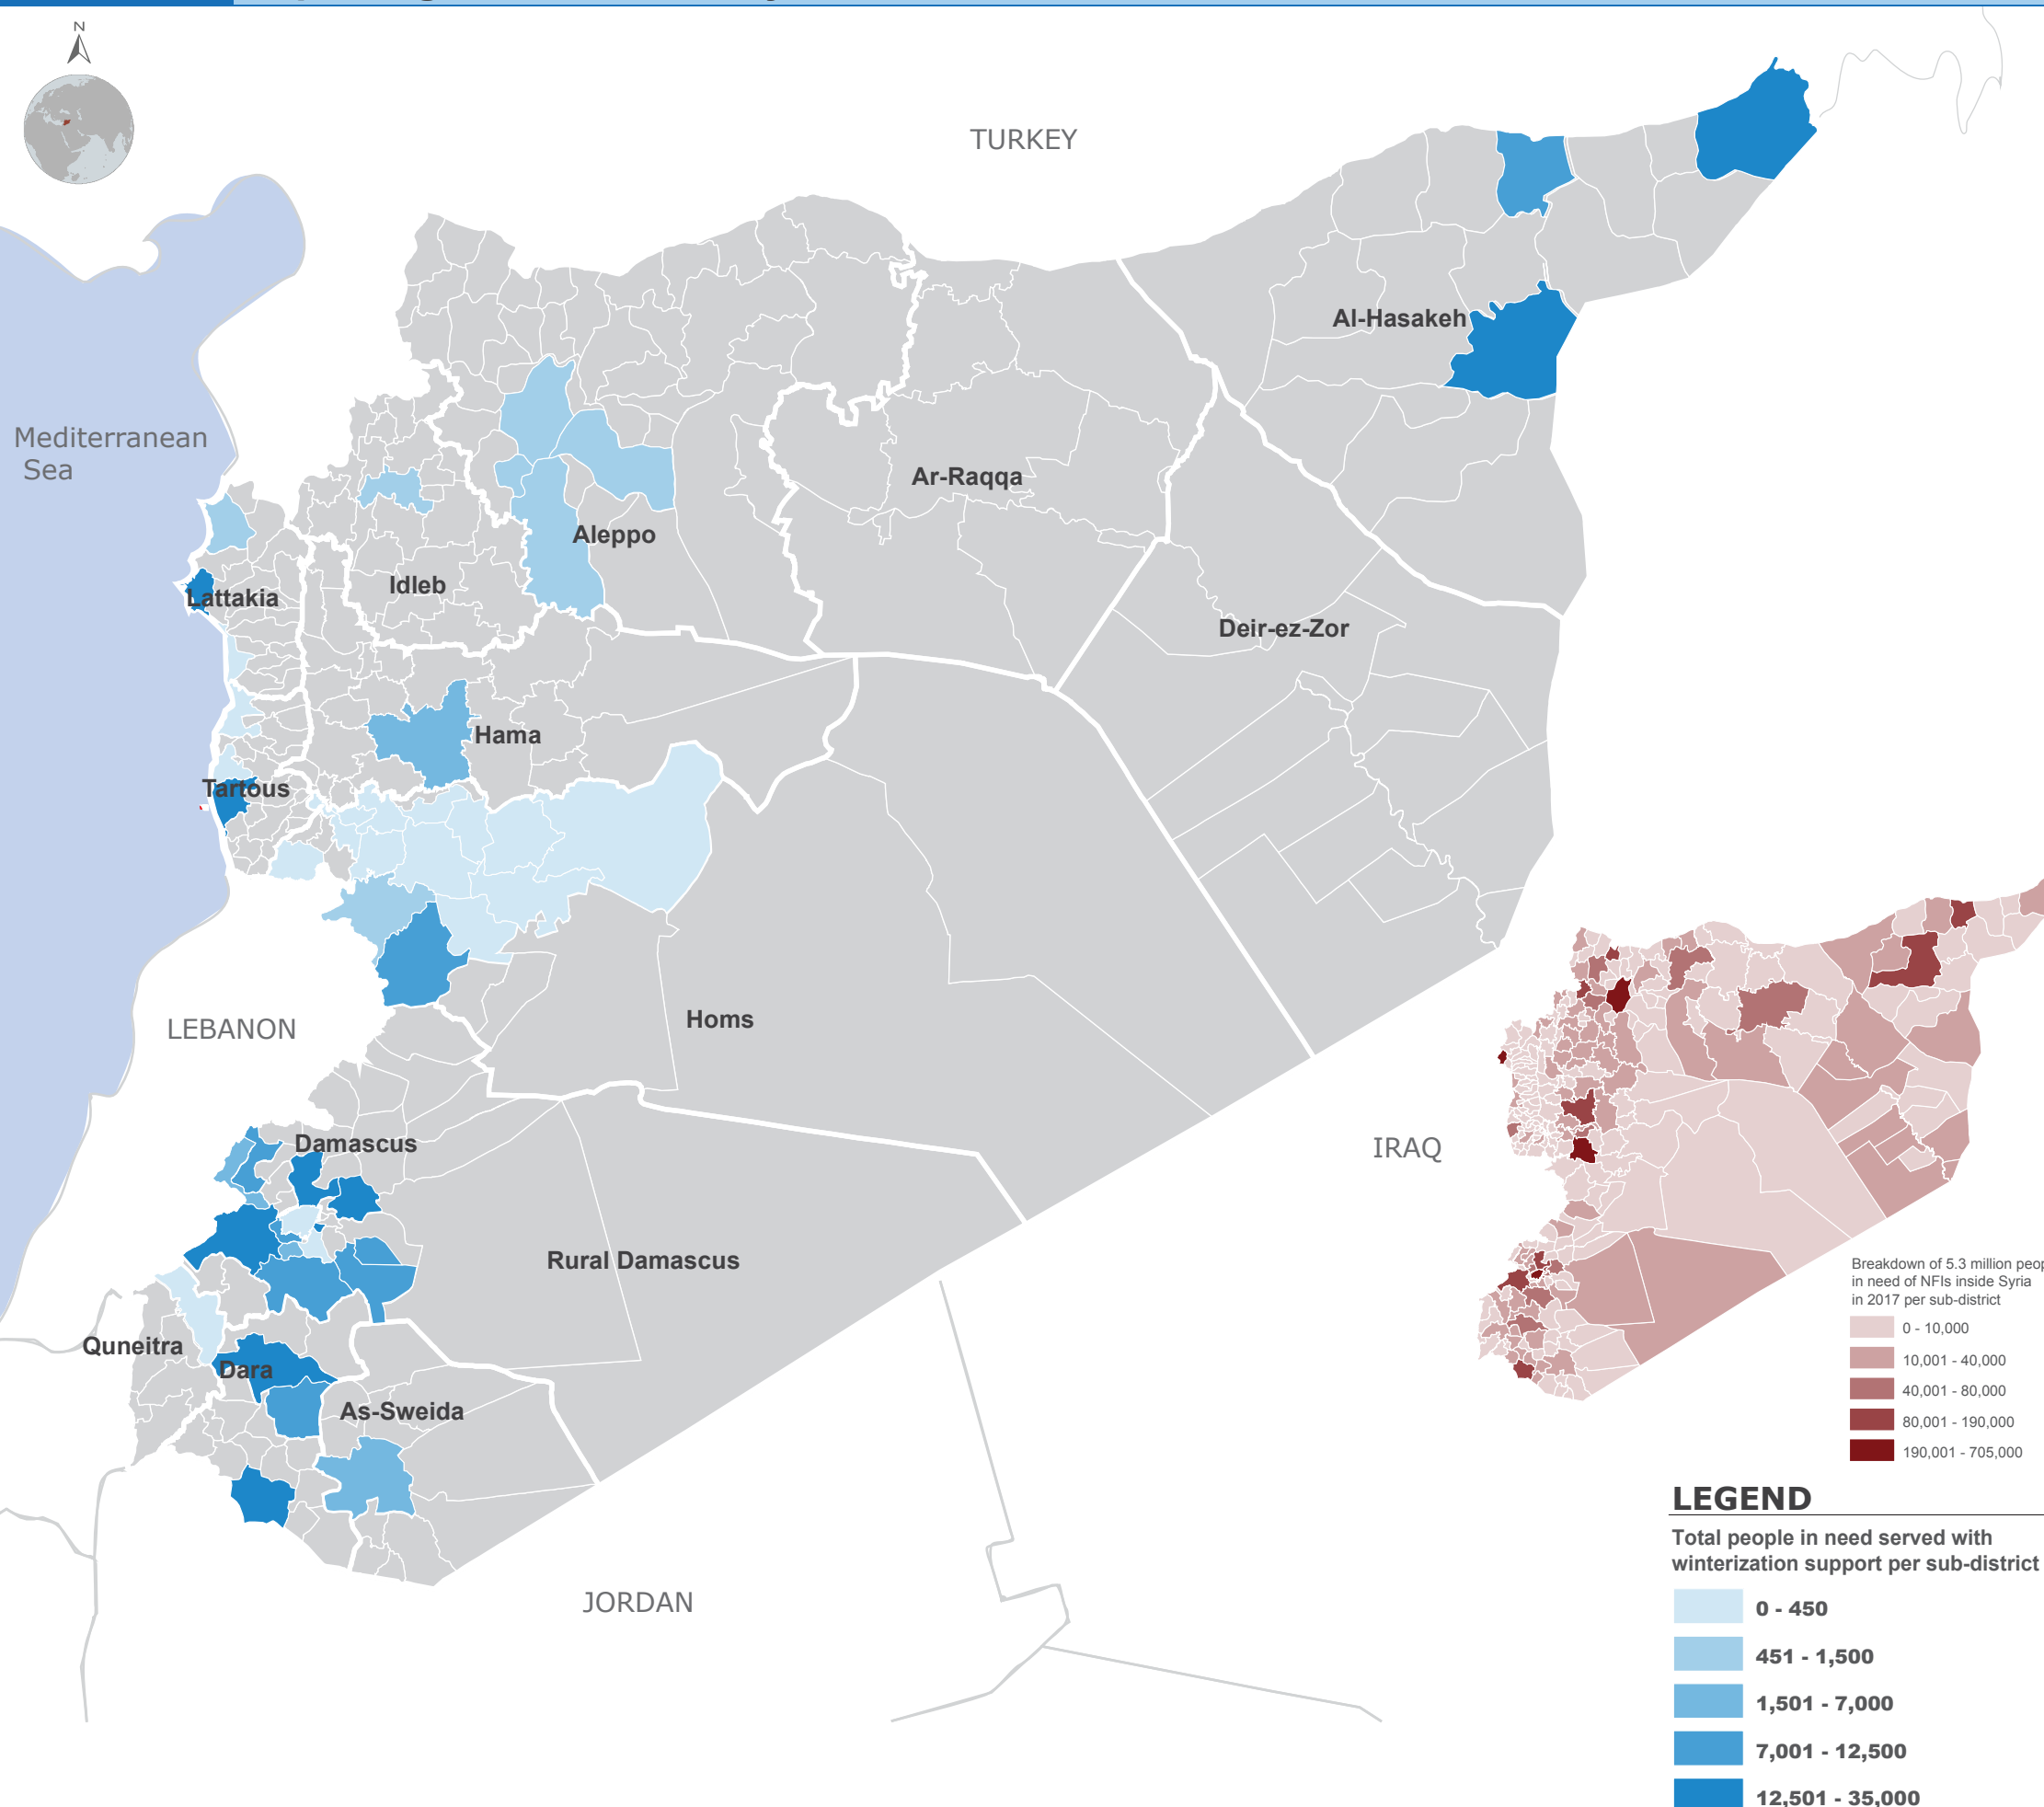 N
TURKEY
Al-Hasakeh
Mediterranean
Sea
Ar-Raqqa
Aleppo
Idleb
Lattakia
Deir-ez-Zor
Hama
Tartous
Homs
LEBANON
Damascus
IRAQ
Rural Damascus
Quneitra
Dara
As-Sweida
JORDAN
Breakdown of 5.3 million
in need of NFIs inside Syria
in 2017 per sub-district
0 - 10,000
10,001 - 40,000
40,001 - 80,000
80,001 - 190,000
190,001 - 705,000
LEGEND
Total people in need served with
winterization support per sub-district
0 - 450
451 - 1,500
1,501 - 7,000
7,001 - 12,500
12,501 - 35,000